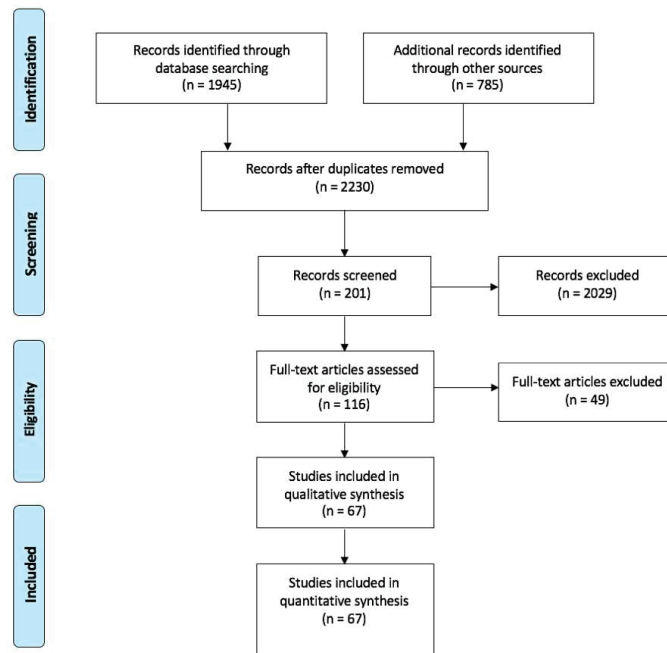 Identification
Records identified through
database searching
(n = 1945)
Additional records identified
through other sources
(n = 785)
Records after duplicates removed
(n = 2230)
Screening
Records screened
(n = 201)
Records excluded
(n = 2029)
Eligibility
Full-text articles assessed
for eligibility
(n = 116)
Full-text articles excluded
(n = 49)
Studies included in
qualitative synthesis
(n = 67)
Included
Studies included in
quantitative synthesis
(n = 67)